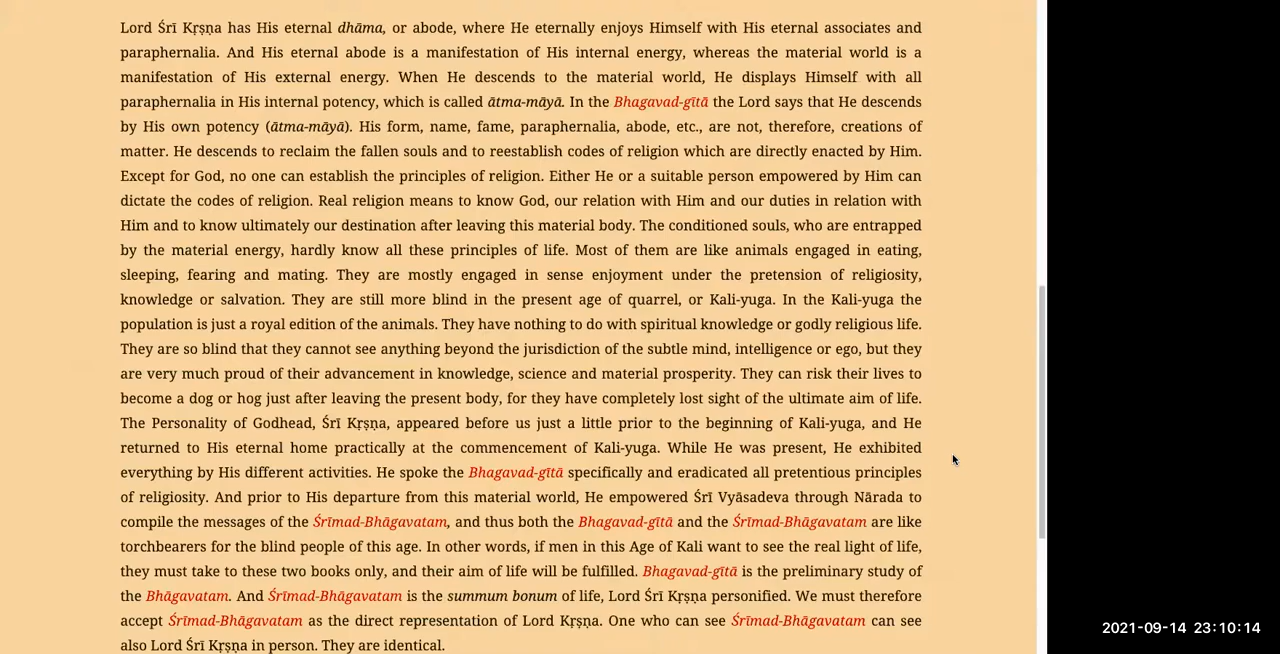 Lord Śrī Kṛṣṇa has His eternal dhāma, or abode, where He eternally enjoys Himself with His eternal associates and
paraphernalia. And His eternal abode is a manifestation of His internal energy, whereas the material world is a
manifestation of His external energy. When He descends to the material world, He displays Himself with all
paraphernalia in His internal potency, which is called ātma-māyā. In the Bhagavad-gītā the Lord says that He descends
by His own potency (ātma-māyā). His form, name, fame, paraphernalia, abode, etc., are not, therefore, creations of
matter. He descends to reclaim the fallen souls and to reestablish codes of religion which are directly enacted by Him.
Except for God, no one can establish the principles of religion. Either He or a suitable person empowered by Him can
dictate the codes of religion. Real religion means to know God, our relation with Him and our duties in relation with
Him and to know ultimately our destination after leaving this material body. The conditioned souls, who are entrapped
by the material energy, hardly know all these principles of life. Most of them are like animals engaged in eating,
sleeping, fearing and mating. They are mostly engaged in sense enjoyment under the pretension of religiosity,
knowledge or salvation. They are still more blind in the present age of quarrel, or Kali-yuga. In the Kali-yuga the
population is just a royal edition of the animals. They have nothing to do with spiritual knowledge or godly religious life.
They are so blind that they cannot see anything beyond the jurisdiction of the subtle mind, intelligence or ego, but they
are very much proud of their advancement in knowledge, science and material prosperity. They can risk their lives to
become a dog or hog just after leaving the present body, for they have completely lost sight of the ultimate aim of life.
The Personality of Godhead, Śrī Kṛṣṇa, appeared before us just a little prior to the beginning of Kali-yuga, and He
returned to His eternal home practically at the commencement of Kali-yuga. While He was present, He exhibited
everything by His different activities. He spoke the Bhagavad-gītā specifically and eradicated all pretentious principles
of religiosity. And prior to His departure from this material world, He empowered Śrī Vyāsadeva through Nārada to
compile the messages of the Śrīmad-Bhāgavatam, and thus both the Bhagavad-gītā and the Śrīmad-Bhāgavatam are like
torchbearers for the blind people of this age. In other words, if men in this Age of Kali want to see the real light of life,
they must take to these two books only, and their aim of life will be fulfilled. Bhagavad-gītā is the preliminary study of
the Bhāgavatam. And Śrīmad-Bhāgavatam is the summum bonum of life, Lord Śrī Kṛṣṇa personified. We must therefore
accept Śrīmad-Bhāgavatam as the direct representation of Lord Kṛṣṇa. One who can see Śrīmad-Bhāgavatam can see
also Lord Śrī Kṛṣṇa in person. They are identical.
2021-09-14 23:10:14